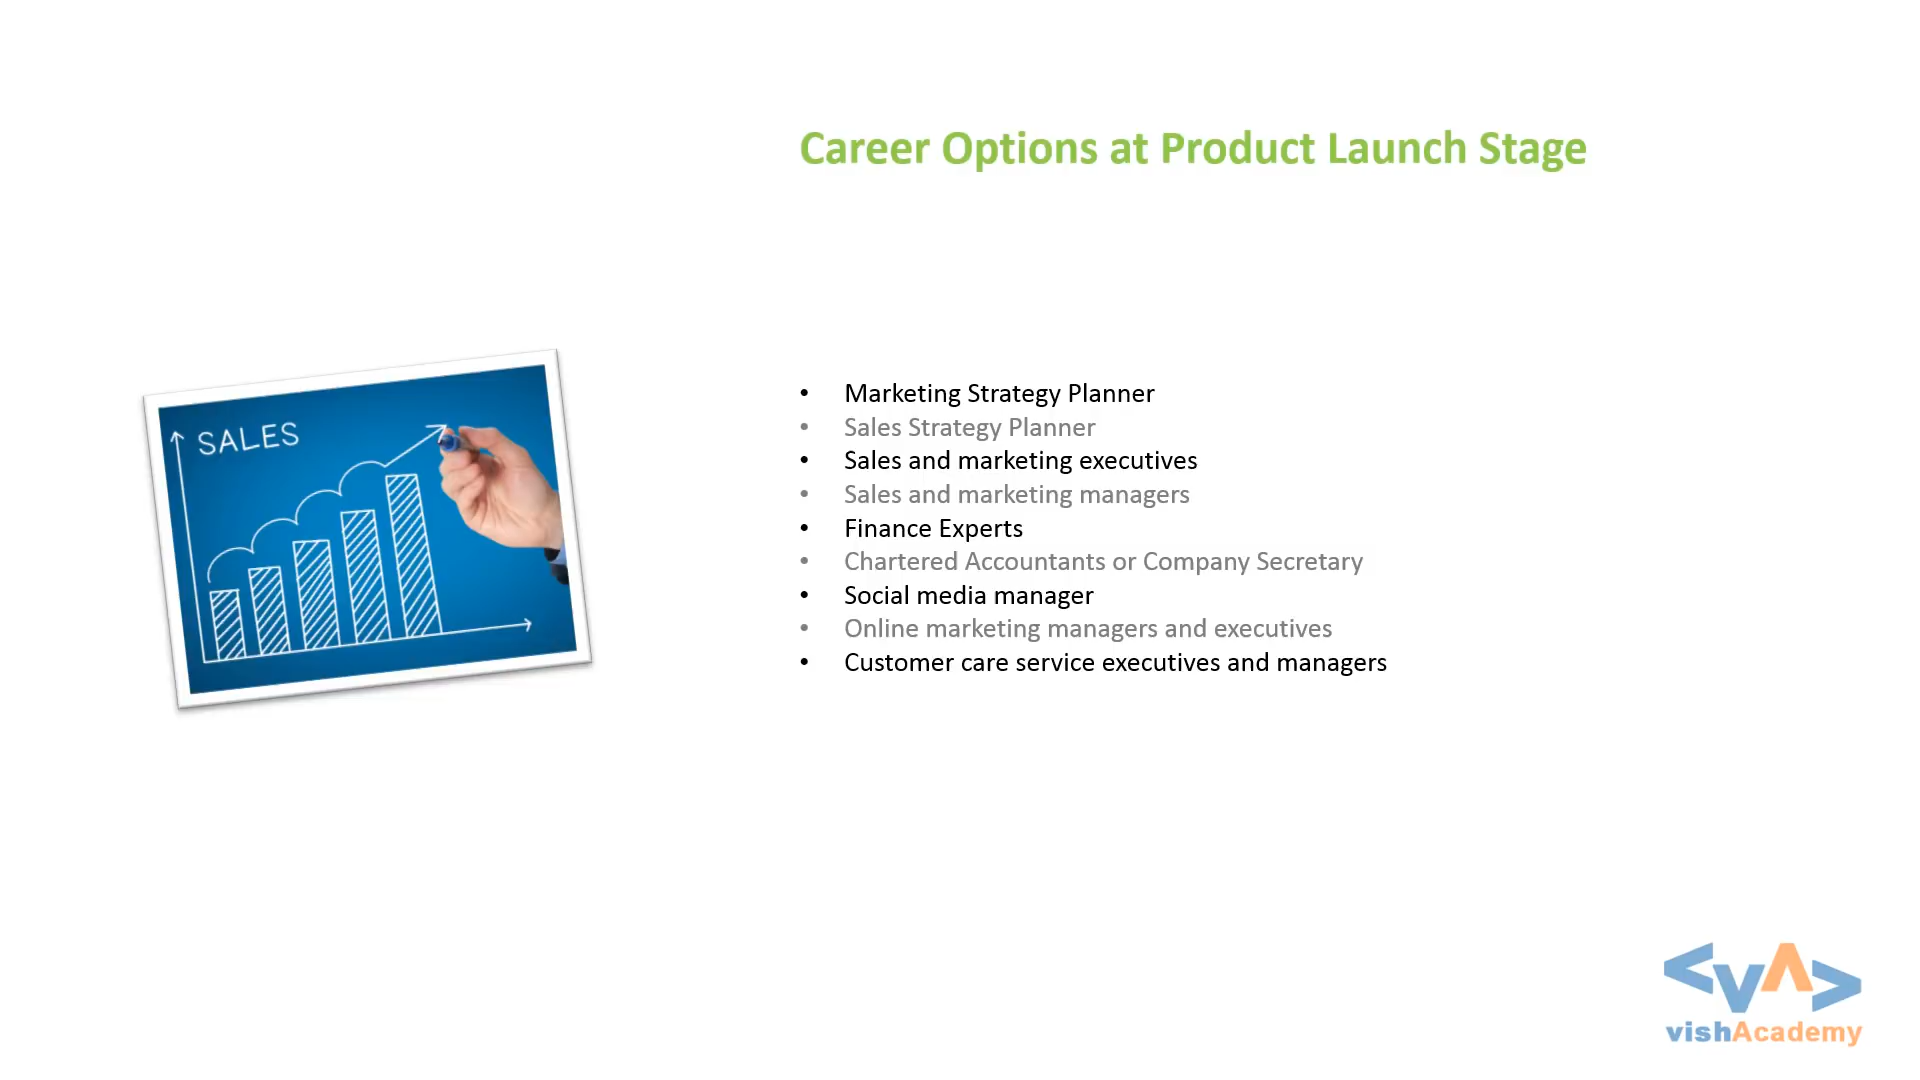 Career Options at Product Launch Stage
SALES
• Marketing Strategy Planner
• Sales Strategy Planner
• Sales and marketing executives
• Sales and marketing managers
• Finance Experts
• Chartered Accountants or Company Secretary
• Social media manager
• Online marketing managers and executives
• Customer care service executives and managers
<VA>
vishAcademy